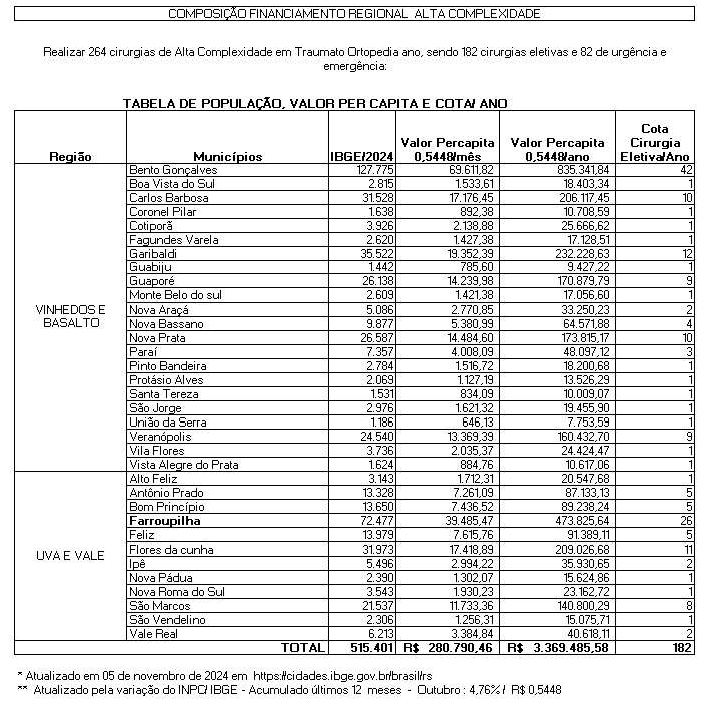 COMPOSIÇÃO FINANCIAMENTO REGIONAL ALTA COMPLEXIDADE
Realizar 264 cirurgias de Alta Complexidade em Traumato Ortopedia ano, sendo 182 cirurgias eletivas e 82 de urgência e
emergência:
TABELA DE POPULAÇÃO, VALOR PER CAPITA E COTA/ ANO
Região Municípios IBGE/2024 Valor Percapita 0,5448/mês Valor Percapita 0,5448/ano Cota Cirurgia Eletiva/Ano
VINHEDOS E BASALTO
Bento Gonçalves 127.775 69.611,82 835.341,84 42
Boa Vista do Sul 2.815 1.533,61 18.403,34 1
Carlos Barbosa 31.528 17.176,45 206.117,45 10
Coronel Pilar 1.638 892,38 10.708,59 1
Cotiporã 3.926 2.138,88 25.666,62 1
Fagundes Varela 2.620 1.427,38 17.128,51 1
Garibaldi 35.522 19.352,39 232.228,63 12
Guabiju 1.442 785,60 9.427,22 1
Guaporé 26.138 14.239,98 170.879,79 9
Monte Belo do sul 2.609 1.421,38 17.056,60 1
Nova Araçá 5.086 2.770,85 33.250,23 2
Nova Bassano 9.877 5.380,99 64.571,88 4
Nova Prata 26.587 14.484,60 173.815,17 10
Paraí 7.357 4.008,09 48.097,12 3
Pinto Bandeira 2.784 1.516,72 18.200,68 1
Protásio Alves 2.069 1.127,19 13.526,29 1
Santa Tereza 1.531 834,09 10.009,07 1
São Jorge 2.976 1.621,32 19.455,90 1
União da Serra 1.186 646,13 7.753,59 1
Veranópolis 24.540 13.369,39 160.432,70 9
Vila Flores 3.736 2.035,37 24.424,47 1
Vista Alegre do Prata 1.624 884,76 10.617,06 1
UVA E VALE
Alto Feliz 3.143 1.712,31 20.547,68 1
Antônio Prado 13.328 7.261,09 87.133,13 5
Bom Princípio 13.650 7.436,52 89.238,24 5
Farroupilha 72.477 39.485,47 473.825,64 26
Feliz 13.979 7.615,76 91.389,11 5
Flores da cunha 31.973 17.418,89 209.026,68 11
Ipê 5.496 2.994,22 35.930,65 2
Nova Pádua 2.390 1.302,07 15.624,86 1
Nova Roma do Sul 3.543 1.930,23 23.162,72 1
São Marcos 21.537 11.733,36 140.800,29 8
São Vendelino 2.306 1.256,31 15.075,71 1
Vale Real 6.213 3.384,84 40.618,11 2
TOTAL 515.401 R$ 280.790,46 R$ 3.369.485,58 182
* Atualizado em 05 de novembro de 2024 em https://cidades.ibge.gov.br/brasil/rs
** Atualizado pela variação do INPC/ IBGE - Acumulado últimos 12 meses - Outubro : 4,76% / R$ 0,5448